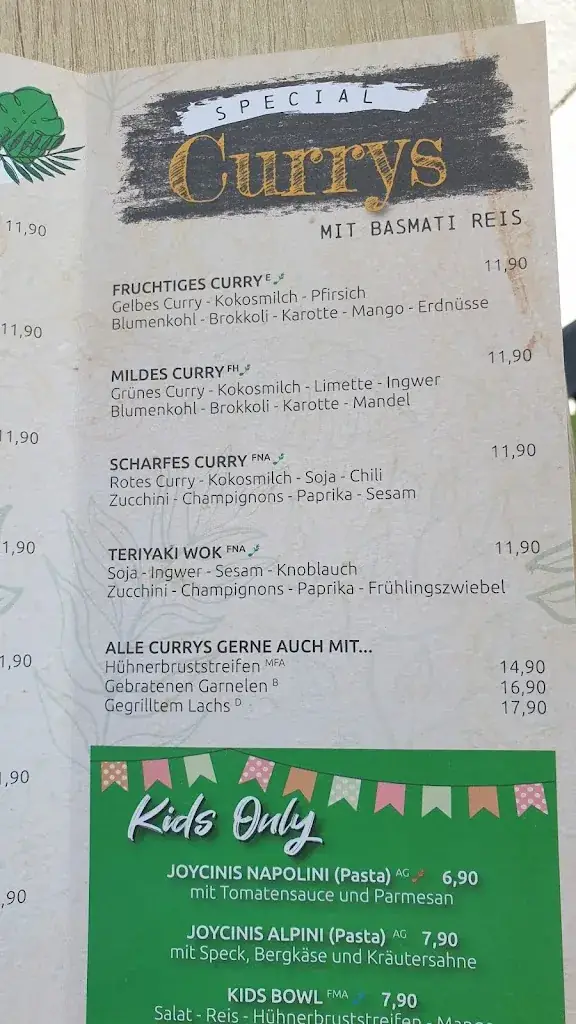 11,90
11,90
11,90
1,90
1,90
,90
,90
SPECIAL
Currys
MIT BASMATI REIS
FRUCHTIGES CURRY E 11,90
Gelbes Curry - Kokosmilch - Pfirsich
Blumenkohl - Brokkoli - Karotte - Mango - Erdnüsse
MILDES CURRY FH 11,90
Grünes Curry - Kokosmilch - Limette - Ingwer
Blumenkohl - Brokkoli - Karotte - Mandel
SCHARFES CURRY FNA 11,90
Rotes Curry - Kokosmilch - Soja - Chili
Zucchini - Champignons - Paprika - Sesam
TERIYAKI WOK FNA 11,90
Soja - Ingwer - Sesam - Knoblauch
Zucchini - Champignons - Paprika - Frühlingszwiebel
ALLE CURRYS GERNE AUCH MIT...
Hühnerbruststreifen MFA 14,90
Gebratenen Garnelen B 16,90
Gegrilltem Lachs D 17,90
Kids Only
JOYCINIS NAPOLINI (Pasta) AG 6,90
mit Tomatensauce und Parmesan
JOYCINIS ALPINI (Pasta) AG 7,90
mit Speck, Bergkäse und Kräutersahne
KIDS BOWL FMA 7,90
Salat - Reis - Hühnerbruststreifen - Mango